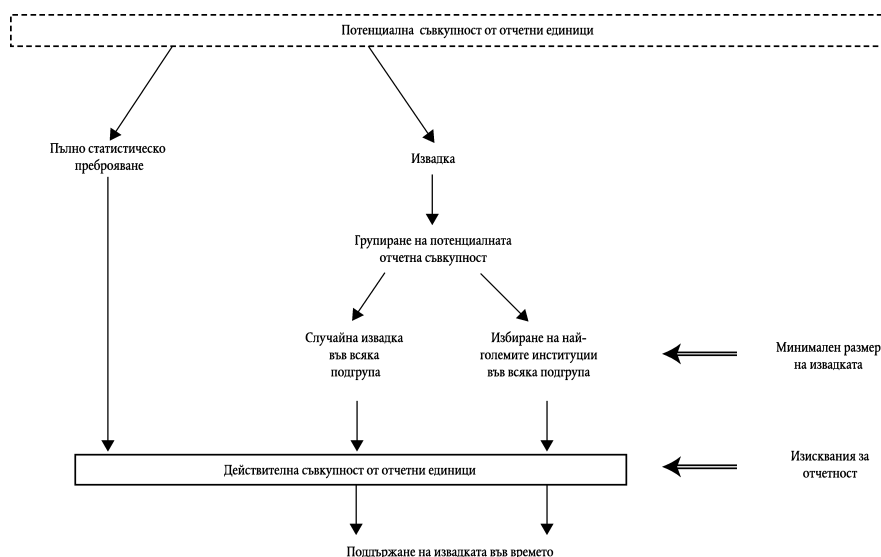 Потенциална съвкупност от отчетни единици
Пълно статистическо
преброяване
Извадка
Групиране на потенциалната
отчетна съвкупност
Случайна извадка
във всяка
подгрупа
Избиране на най-
големите институции
във всяка подгрупа
Минимален размер
на извадката
Действителна съвкупност от отчетни единици
Изисквания за
отчетност
Поддържане на извадката във времето